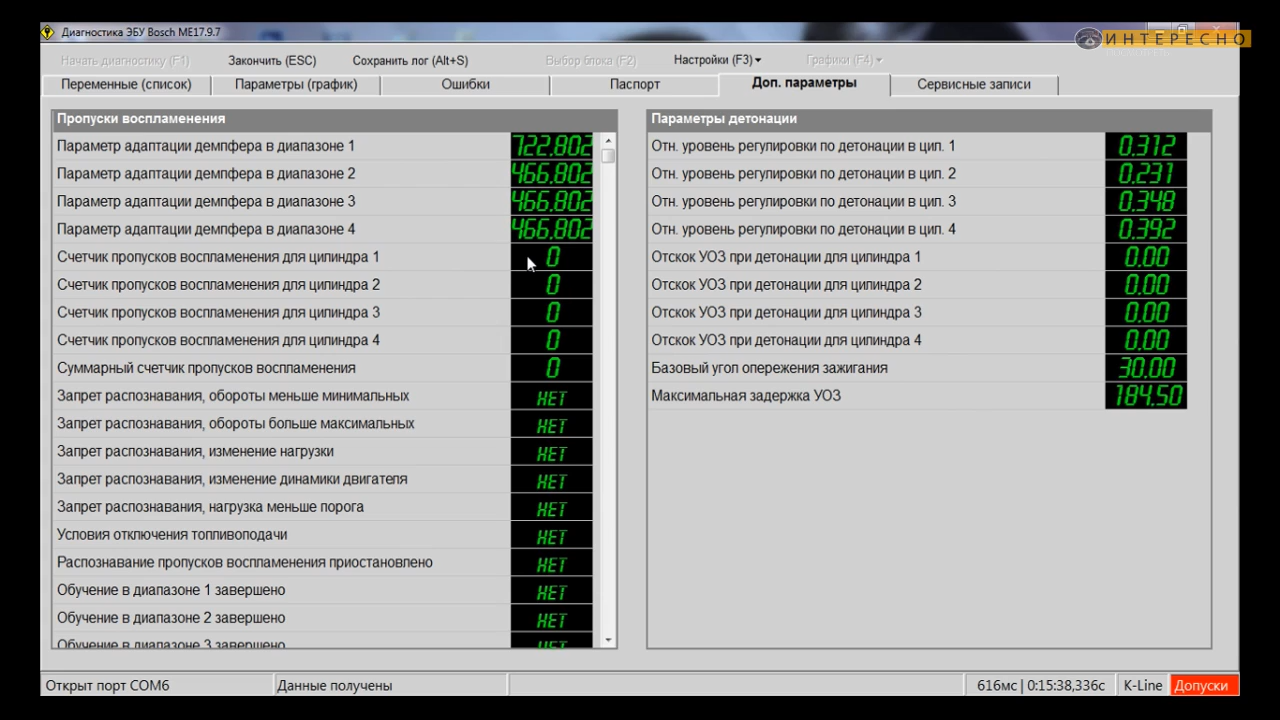 Диагностика ЭБУ Bosch ME17.9.7
ИНТЕРЕСНО
Начать диагностику (F1) Закончить (ESC) Сохранить лог (Alt+S) Выбор блока (F2) Настройки (F3) Графики (F4)
Переменные (список) Параметры (график) Ошибки Паспорт Доп. параметры Сервисные записи
Пропуски воспламенения
Параметр адаптации демпфера в диапазоне 1 722,802
Параметр адаптации демпфера в диапазоне 2 466,802
Параметр адаптации демпфера в диапазоне 3 466,802
Параметр адаптации демпфера в диапазоне 4 466,802
Счетчик пропусков воспламенения для цилиндра 1 0
Счетчик пропусков воспламенения для цилиндра 2 0
Счетчик пропусков воспламенения для цилиндра 3 0
Счетчик пропусков воспламенения для цилиндра 4 0
Суммарный счетчик пропусков воспламенения 0
Запрет распознавания, обороты меньше минимальных НЕТ
Запрет распознавания, обороты больше максимальных НЕТ
Запрет распознавания, изменение нагрузки НЕТ
Запрет распознавания, изменение динамики двигателя НЕТ
Запрет распознавания, нагрузка меньше порога НЕТ
Условия отключения топливоподачи НЕТ
Распознавание пропусков воспламенения приостановлено НЕТ
Обучение в диапазоне 1 завершено НЕТ
Обучение в диапазоне 2 завершено НЕТ
Обучение в диапазоне 3 завершено НЕТ
Параметры детонации
Отн. уровень регулировки по детонации в цил. 1 0.312
Отн. уровень регулировки по детонации в цил. 2 0.231
Отн. уровень регулировки по детонации в цил. 3 0.348
Отн. уровень регулировки по детонации в цил. 4 0.392
Отскок УОЗ при детонации для цилиндра 1 0.00
Отскок УОЗ при детонации для цилиндра 2 0.00
Отскок УОЗ при детонации для цилиндра 3 0.00
Отскок УОЗ при детонации для цилиндра 4 0.00
Базовый угол опережения зажигания 30.00
Максимальная задержка УОЗ 184.50
Открыт порт COM6 Данные получены 616мс | 0:15:38,336с K-Line Допуски